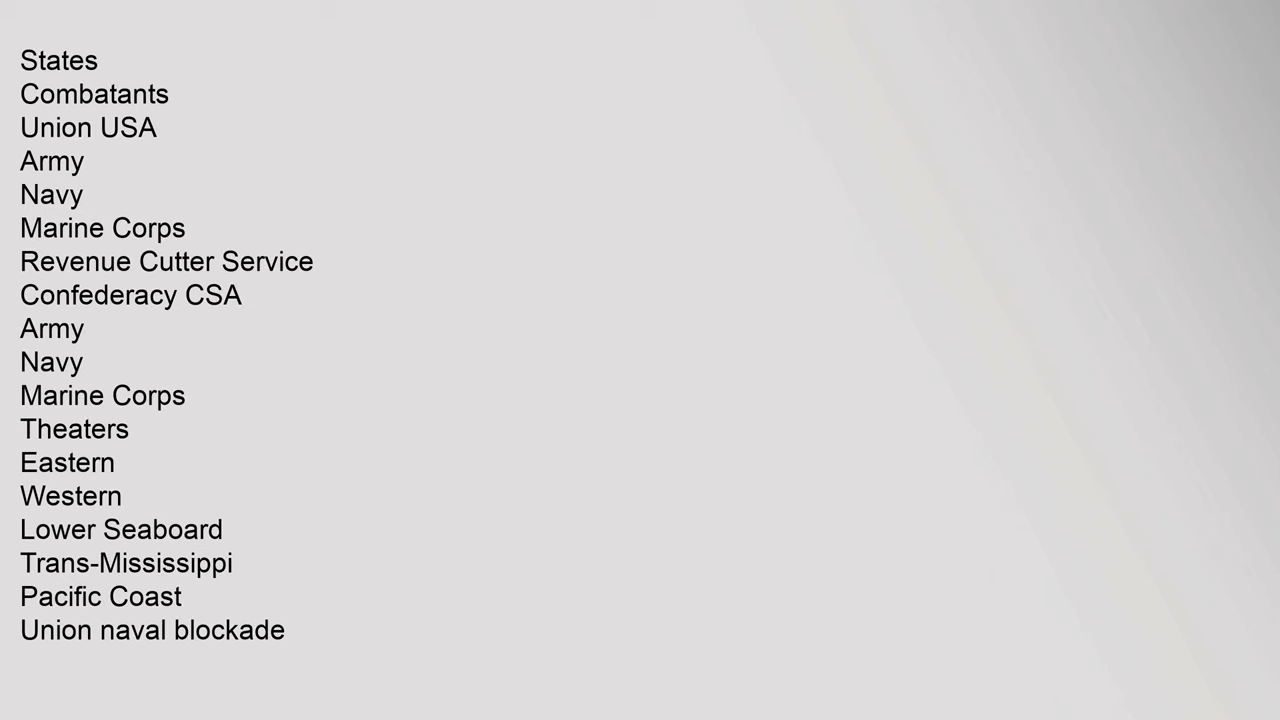 States
Combatants
Union USA
Army
Navy
Marine Corps
Revenue Cutter Service
Confederacy CSA
Army
Navy
Marine Corps
Theaters
Eastern
Western
Lower Seaboard
Trans-Mississippi
Pacific Coast
Union naval blockade